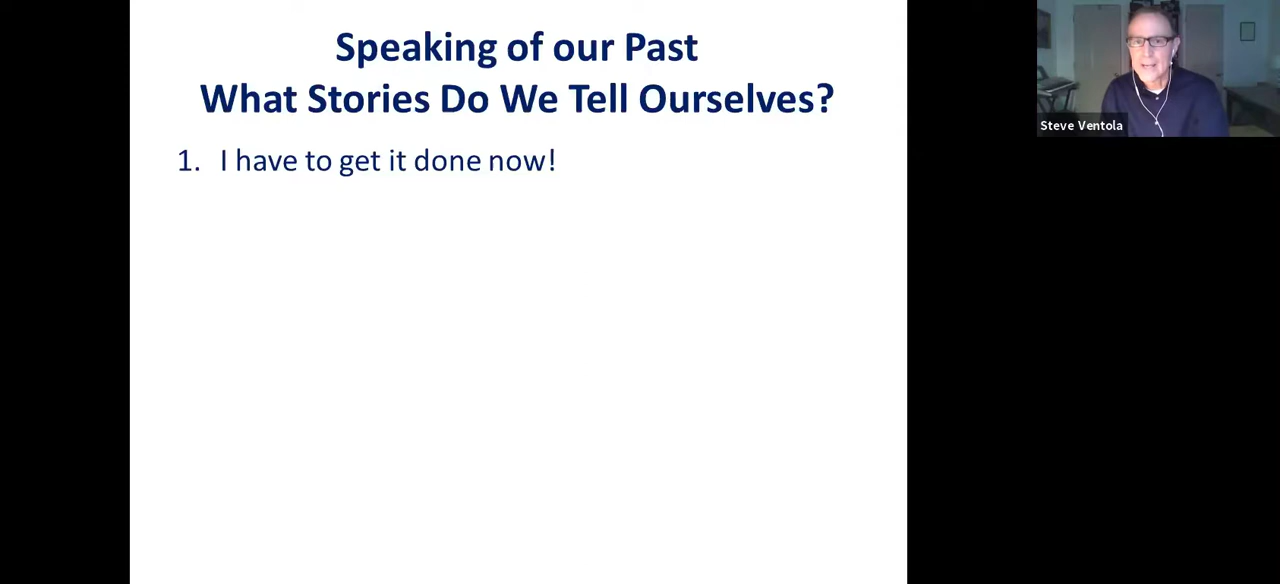 Speaking of our Past
What Stories Do We Tell Ourselves?
1. I have to get it done now!
Steve Ventola